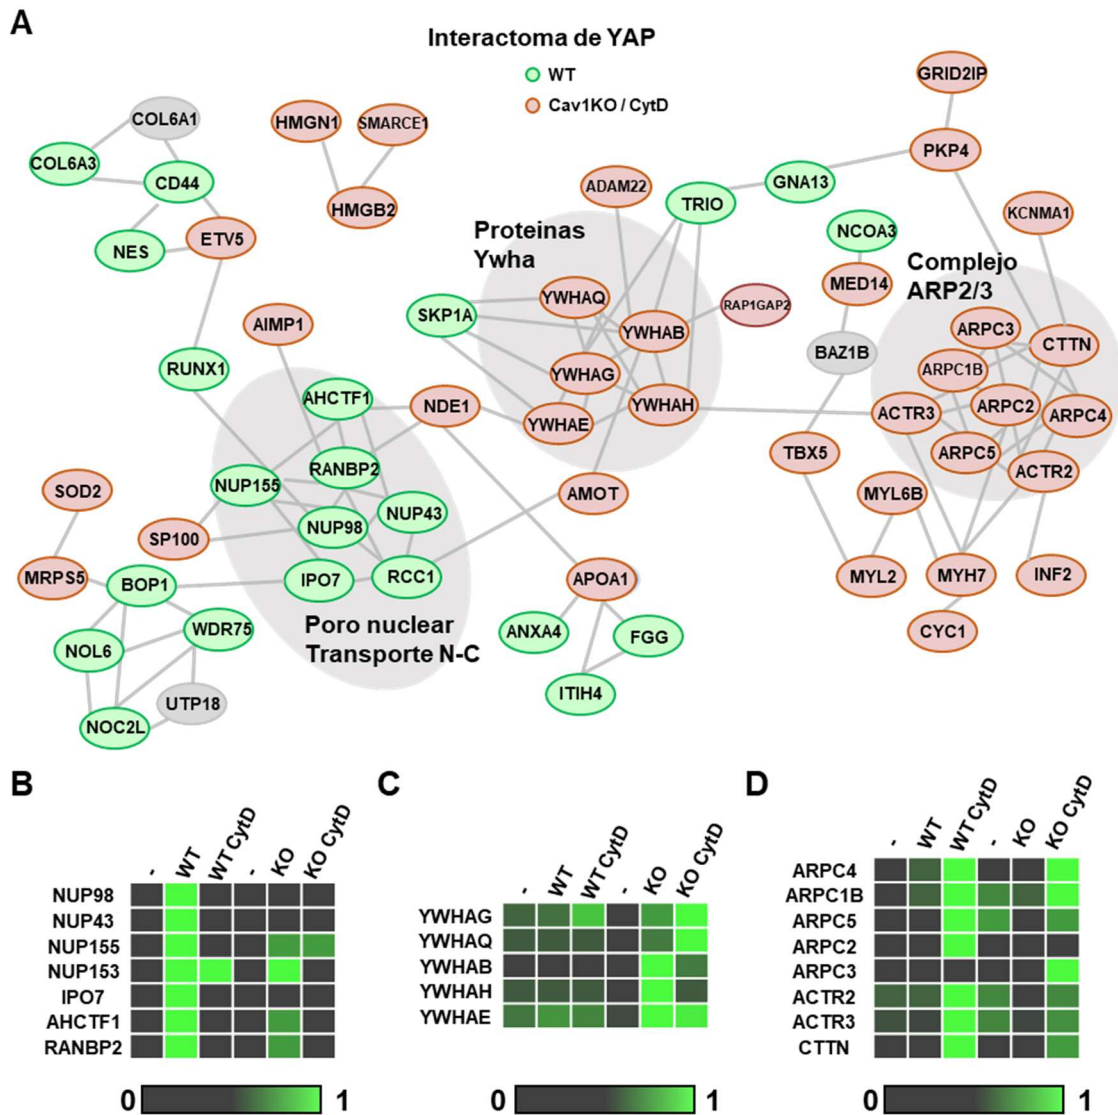 A
Interactoma de YAP
WT
Cav1KO / CytD
GRID2IP
COL6A1
HMGN1
SMARCE1
COL6A3
PKP4
CD44
ADAM22
GNA13
TRIO
HMGB2
KCNMA1
NES
ETV5
Proteinas
Ywha
NCOA3
Complejo
ARP2/3
MED14
YWHAQ
RAP1GAP2
SKP1A
AIMP1
YWHAB
ARPC3
CTTN
BAZ1B
RUNX1
YWHAG
ARPC1B
AHCTF1
NDE1
YWHAE
YWHAH
ACTR3
ARPC2
ARPC4
RANBP2
TBX5
ARPC5
ACTR2
NUP155
SOD2
AMOT
MYL6B
NUP43
NUP98
SP100
MRPS5
BOP1
IPO7
RCC1
APOA1
MYL2
MYH7
INF2
WDR75
Poro nuclear
Transporte N-C
ANXA4
FGG
CYC1
NOL6
UTP18
ITIH4
NOC2L
B
- WT WT CytD - KO KO CytD
NUP98
NUP43
NUP155
NUP153
IPO7
AHCTF1
RANBP2
0 1
C
- WT WT CytD - KO KO CytD
YWHAG
YWHAQ
YWHAB
YWHAH
YWHAE
0 1
D
- WT WT CytD - KO KO CytD
ARPC4
ARPC1B
ARPC5
ARPC2
ARPC3
ACTR2
ACTR3
CTTN
0 1